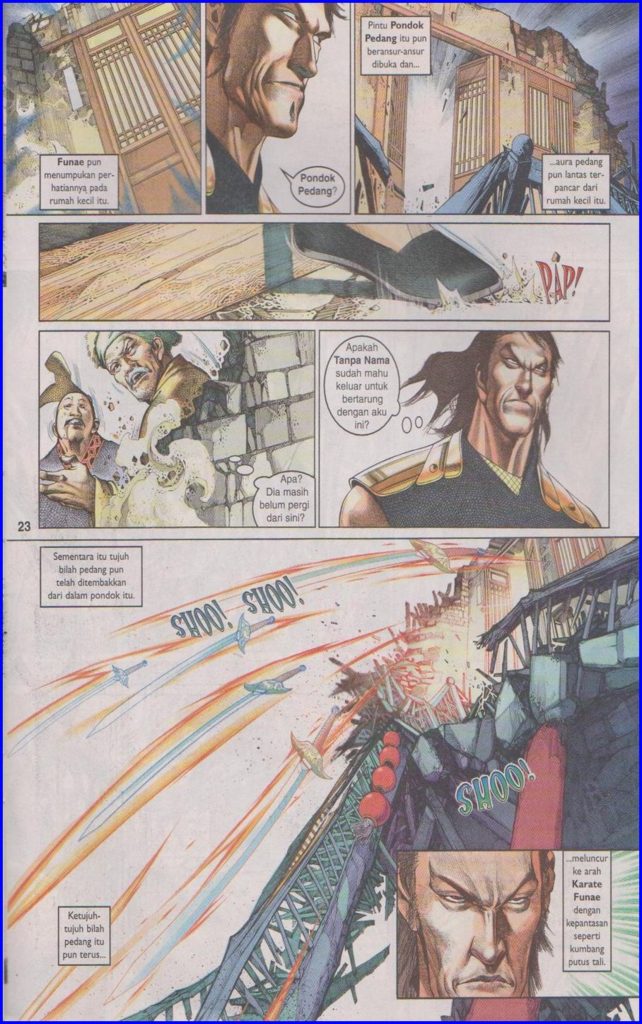 Funae pun
menumpukan per-
hatiannya pada
rumah kecil itu.
Pondok
Pedang?
Pintu Pondok
Pedang itu pun
beransur-ansur
dibuka dan...
...aura pedang
pun lantas ter-
pancar dari
rumah kecil itu.
PAP!
Apa?
Dia masih
belum pergi
dari sini?
Apakah
Tanpa Nama
sudah mahu
keluar untuk
bertarung
dengan aku
ini?
23
Sementara itu tujuh
bilah pedang pun
telah ditembakkan
dari dalam pondok itu.
SHOO! SHOO!
SHOO!
Ketujuh-
tujuh bilah
pedang itu
pun terus...
...meluncur
ke arah
Karate
Funae
dengan
kepantasan
seperti
kumbang
putus tali.